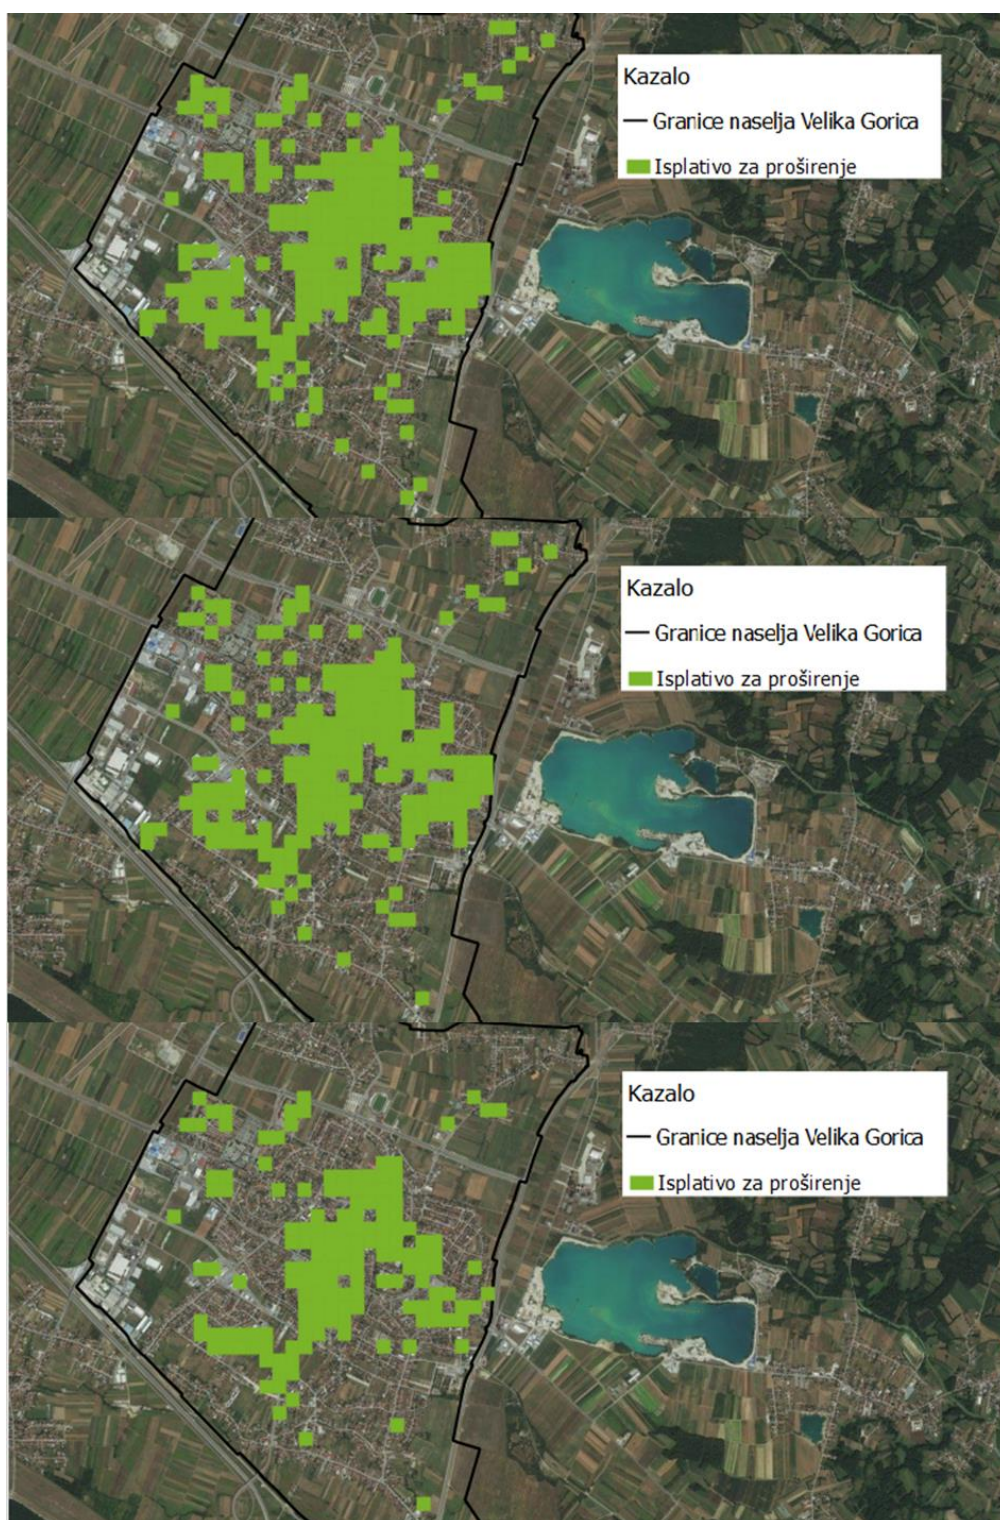 Kazalo
Granice naselja Velika Gorica
Isplativo za proširenje
Kazalo
Granice naselja Velika Gorica
Isplativo za proširenje
Kazalo
Granice naselja Velika Gorica
Isplativo za proširenje